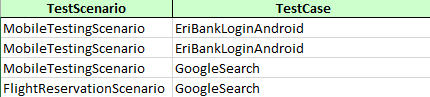 TestScenario TestCase
MobileTestingScenario EriBankLoginAndroid
MobileTestingScenario EriBankLoginAndroid
MobileTestingScenario GoogleSearch
FlightReservationScenario GoogleSearch